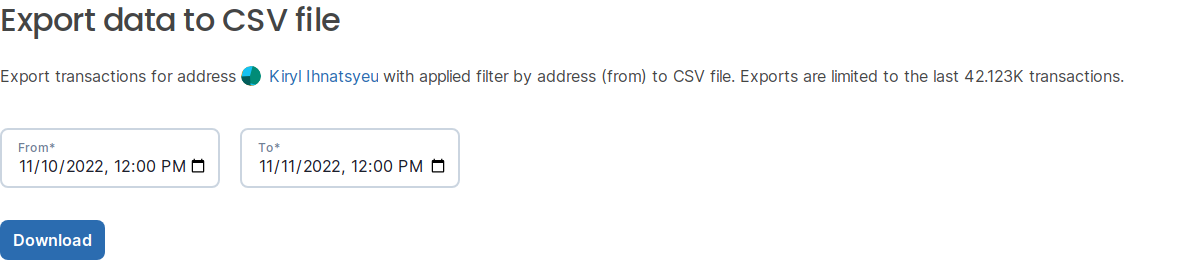 Export data to CSV file
Export transactions for address Kiryl Ihnatsyeu with applied filter by address (from) to CSV file. Exports are limited to the last 42.123K transactions.
From* To*
11/10/2022, 12:00 PM 11/11/2022, 12:00 PM
Download